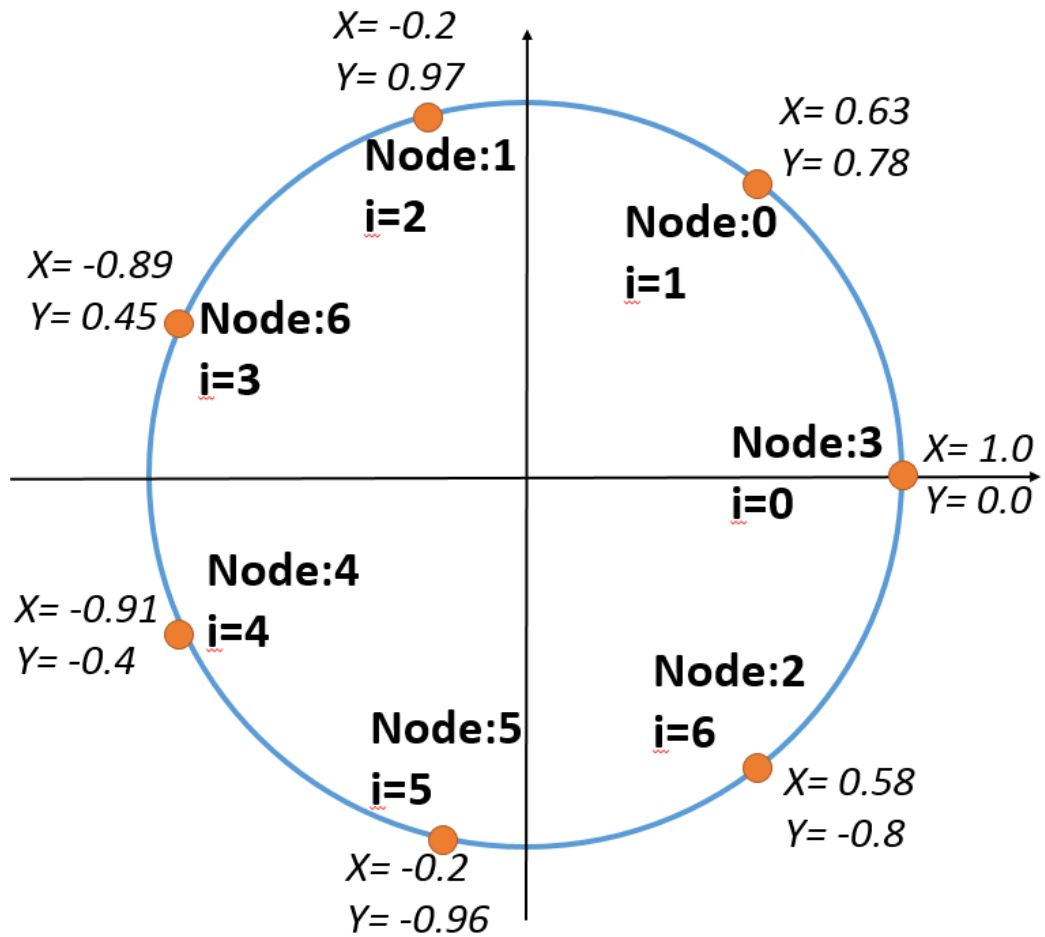 X= -0.2
Y= 0.97
X= 0.63
Y= 0.78
Node:1
i=2
Node:0
i=1
X= -0.89
Y= 0.45
Node:6
i=3
Node:3
i=0
X= 1.0
Y= 0.0
Node:4
i=4
X= -0.91
Y= -0.4
Node:2
i=6
Node:5
i=5
X= 0.58
Y= -0.8
X= -0.2
Y= -0.96